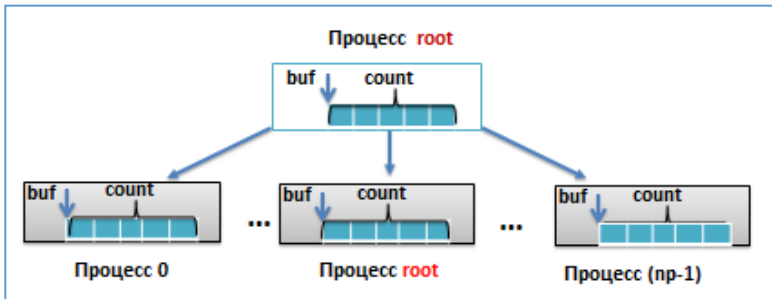 Процесс root
buf count
buf count ... buf count ... buf count
Процесс 0 Процесс root Процесс (np-1)